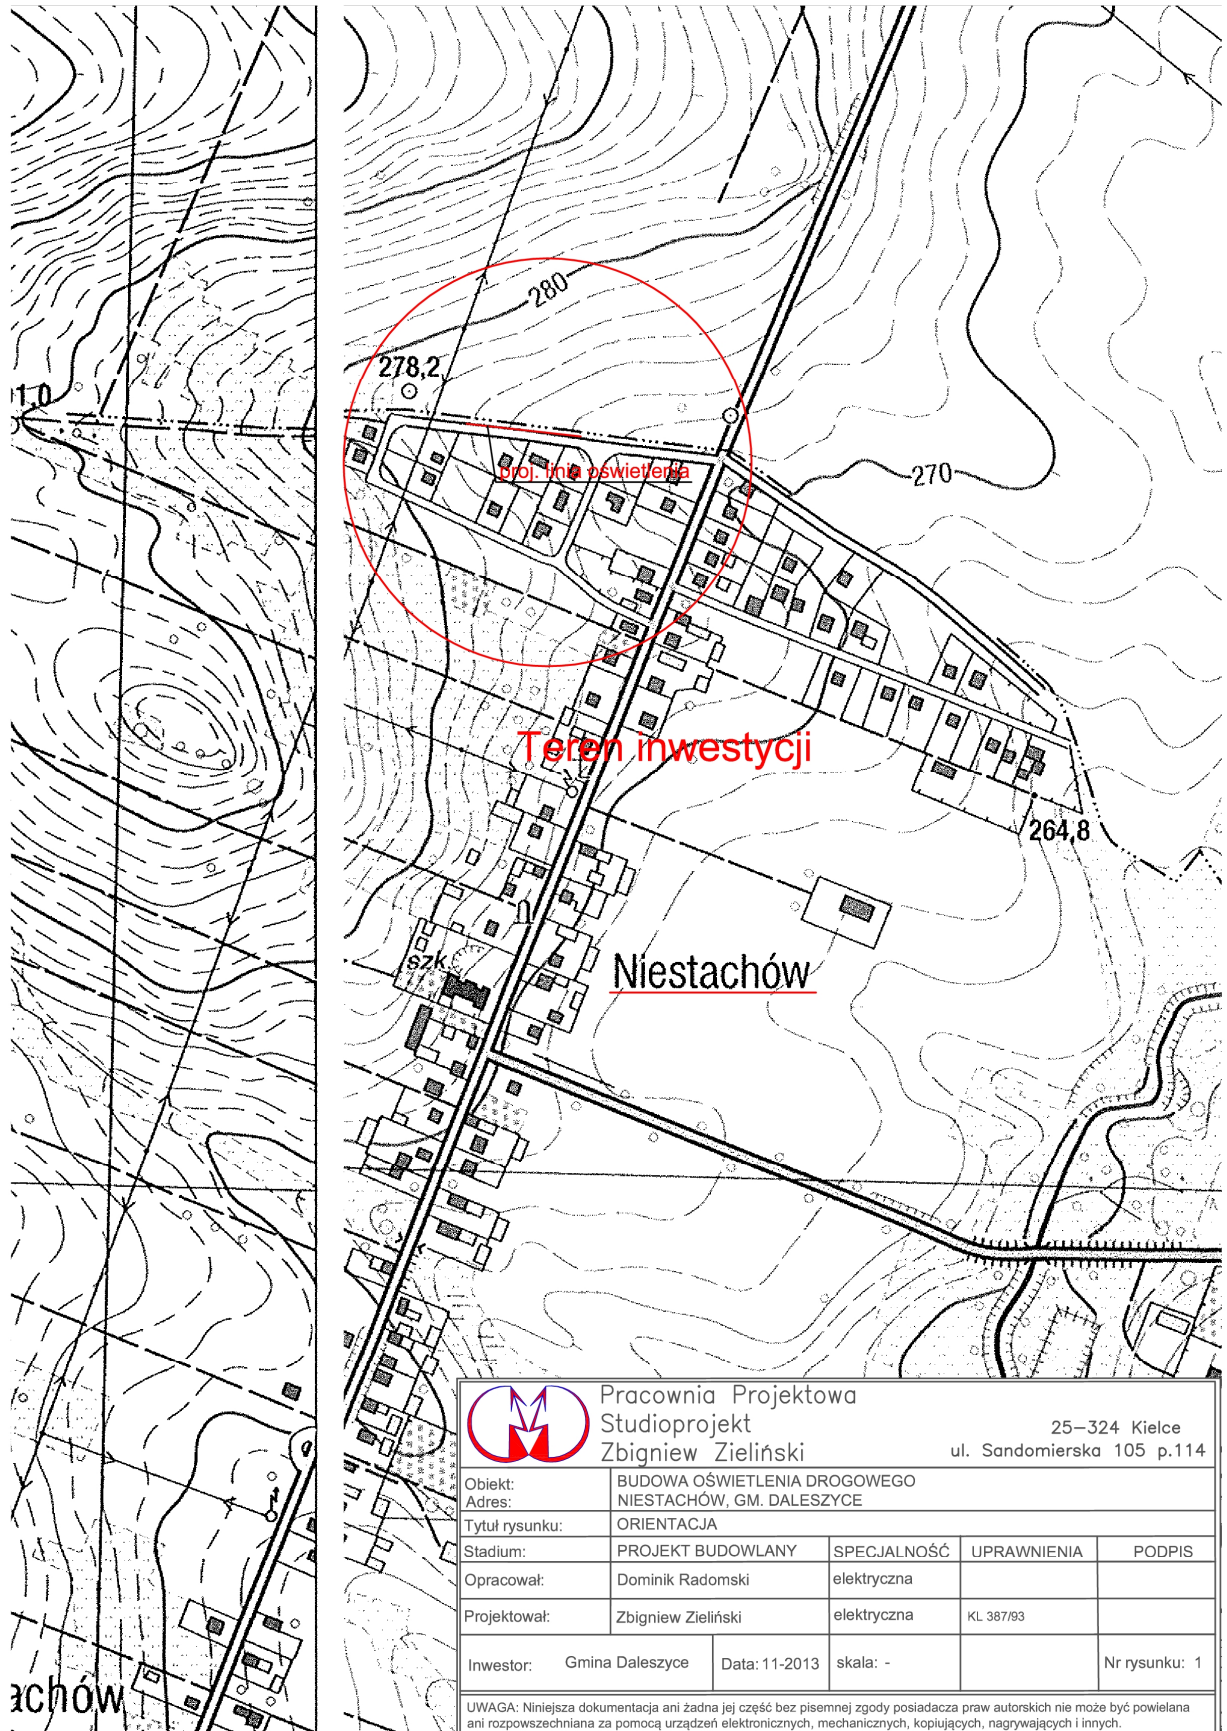 280
278,2
1,0
270
proj. linia oświetlenia
Teren inwestycji
264,8
szk.
Niestachów
achów
Pracownia Projektowa
Studioprojekt
Zbigniew Zieliński
25-324 Kielce
ul. Sandomierska 105 p.114
Obiekt: BUDOWA OŚWIETLENIA DROGOWEGO
Adres: NIESTACHÓW, GM. DALESZYCE
Tytuł rysunku: ORIENTACJA
Stadium: PROJEKT BUDOWLANY SPECJALNOŚĆ UPRAWNIENIA PODPIS
Opracował: Dominik Radomski elektryczna
Projektował: Zbigniew Zieliński elektryczna KL 387/93
Inwestor: Gmina Daleszyce Data: 11-2013 skala: - Nr rysunku: 1
UWAGA: Niniejsza dokumentacja ani żadna jej część bez pisemnej zgody posiadacza praw autorskich nie może być powielana
ani rozpowszechniana za pomocą urządzeń elektronicznych, mechanicznych, kopiujących, nagrywających i innych.